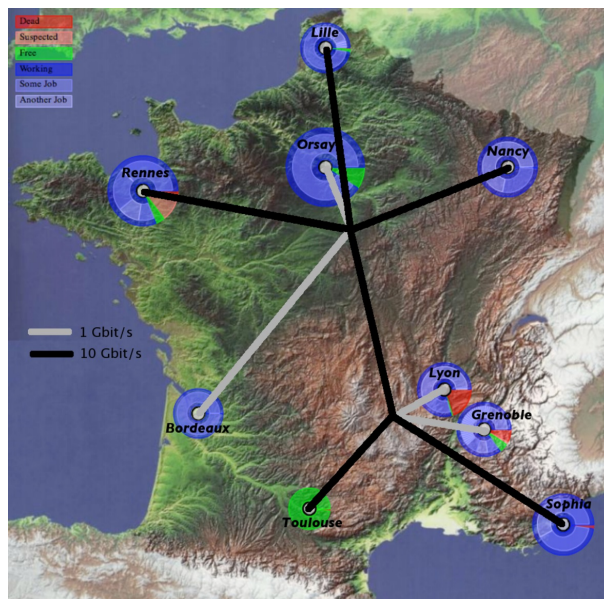 Dead
Suspected
Free
Working
Some Job
Another Job
Lille
Orsay
Nancy
Rennes
1 Gbit/s
10 Gbit/s
Lyon
Grenoble
Bordeaux
Sophia
Toulouse